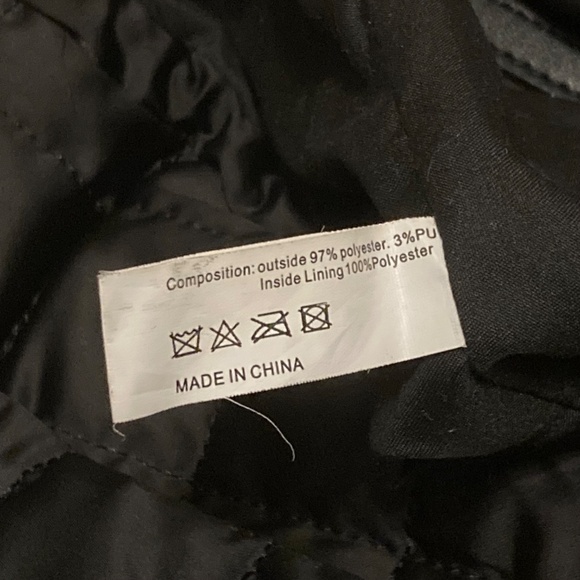 Composition: outside 97% polyester. 3%PU
Inside Lining100%Polyester
MADE IN CHINA